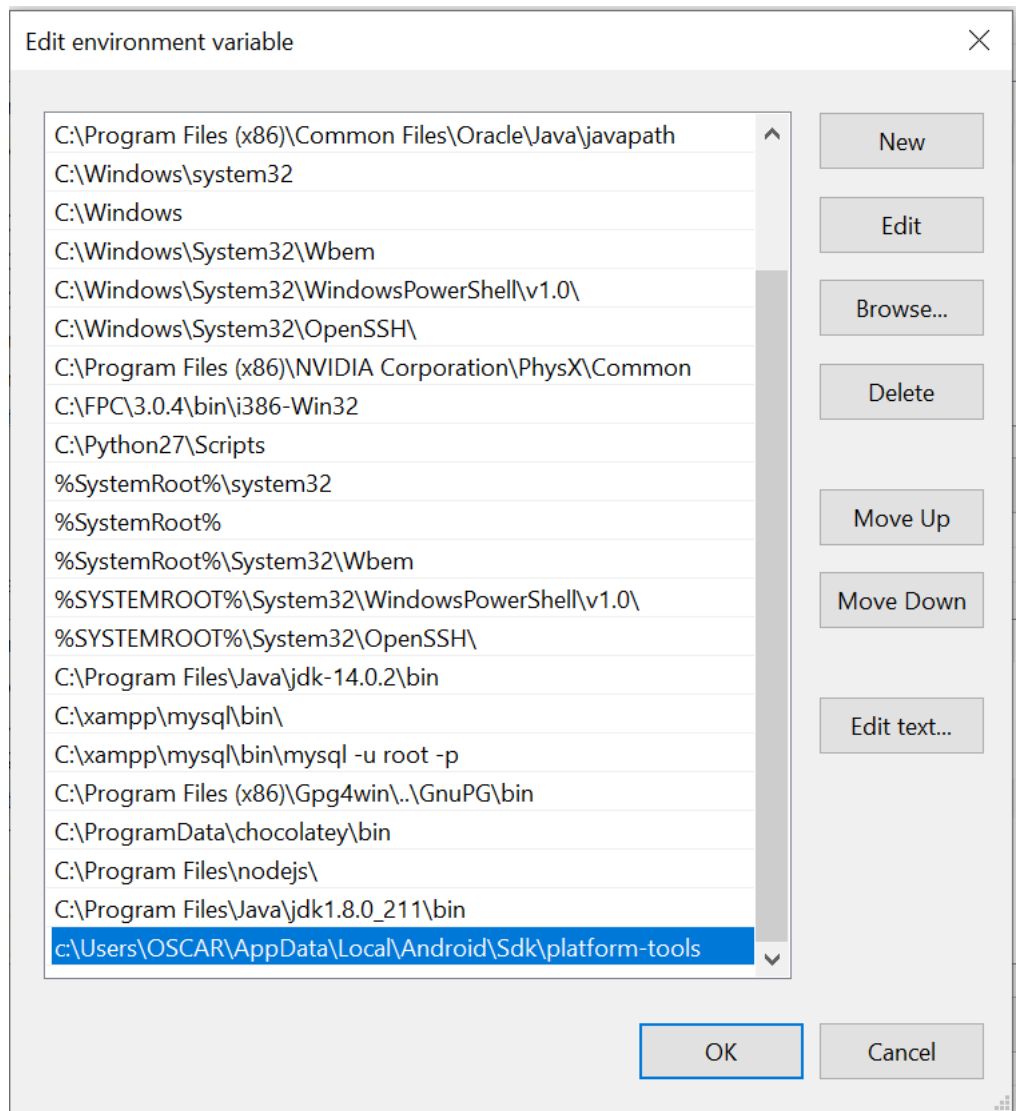 Edit environment variable
C:\Program Files (x86)\Common Files\Oracle\Java\javapath
C:\Windows\system32
C:\Windows
C:\Windows\System32\Wbem
C:\Windows\System32\WindowsPowerShell\v1.0\
C:\Windows\System32\OpenSSH\
C:\Program Files (x86)\NVIDIA Corporation\PhysX\Common
C:\FPC\3.0.4\bin\i386-Win32
C:\Python27\Scripts
%SystemRoot%\system32
%SystemRoot%
%SystemRoot%\System32\Wbem
%SYSTEMROOT%\System32\WindowsPowerShell\v1.0\
%SYSTEMROOT%\System32\OpenSSH\
C:\Program Files\Java\jdk-14.0.2\bin
C:\xampp\mysql\bin\
C:\xampp\mysql\bin\mysql -u root -p
C:\Program Files (x86)\Gpg4win\..\GnuPG\bin
C:\ProgramData\chocolatey\bin
C:\Program Files\nodejs\
C:\Program Files\Java\jdk1.8.0_211\bin
c:\Users\OSCAR\AppData\Local\Android\Sdk\platform-tools
New
Edit
Browse...
Delete
Move Up
Move Down
Edit text...
OK
Cancel